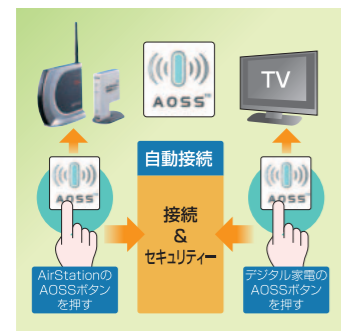 AOSS™
TV
自動接続
AOSS
接続
&
セキュリティー
AOSS
AirStationの
AOSSボタン
を押す
デジタル家電の
AOSSボタン
を押す